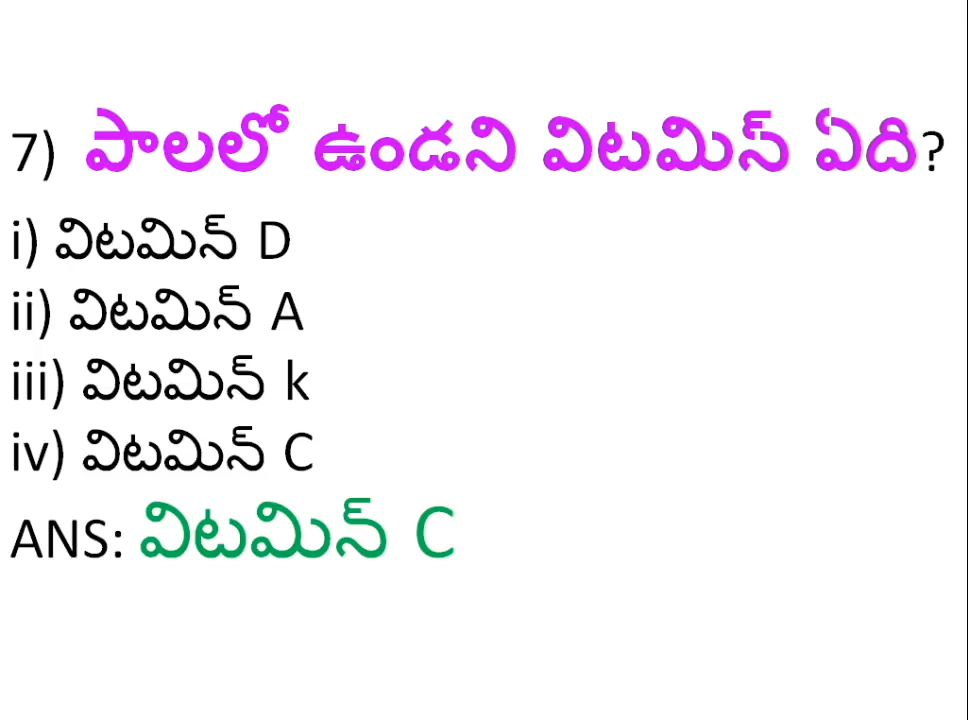 7) పాలలో ఉండని విటమిన్ ఏది?
i) విటమిన్ D
ii) విటమిన్ A
iii) విటమిన్ k
iv) విటమిన్ C
ANS: విటమిన్ C